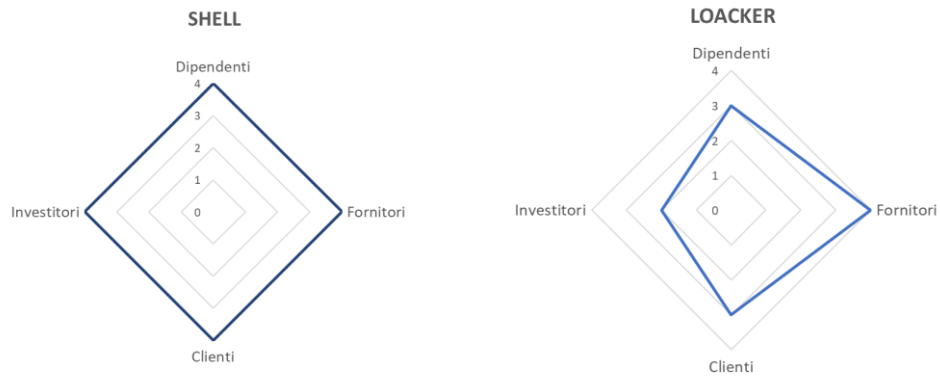 SHELL
Dipendenti
4
3
2
1
0
Investitori
Fornitori
Clienti
LOACKER
Dipendenti
4
3
2
1
0
Investitori
Fornitori
Clienti